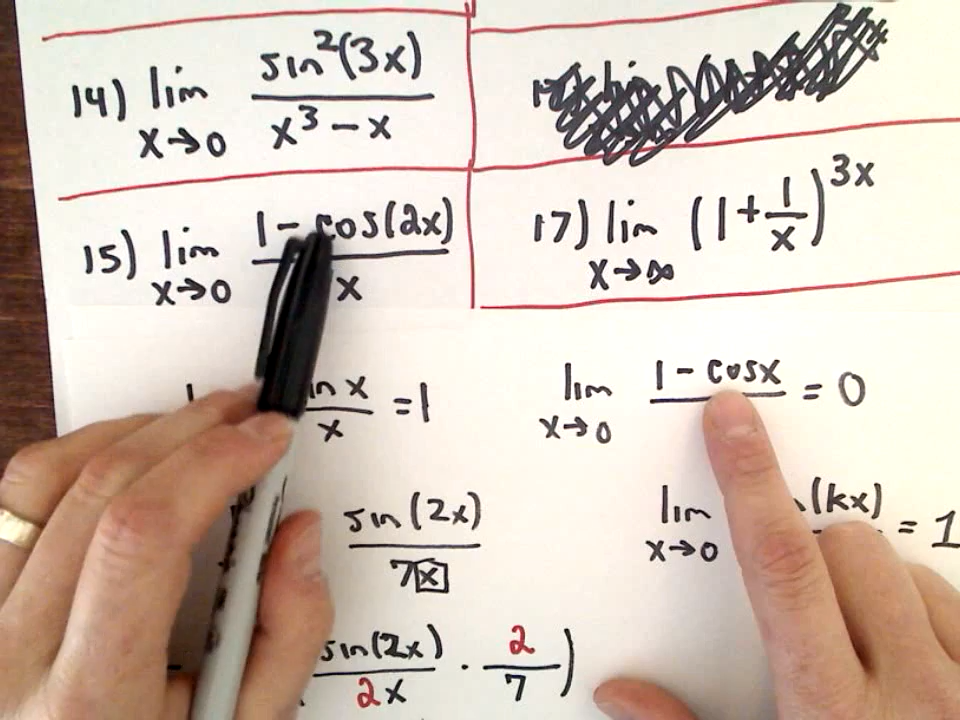 14) lim x→0 sin²(3x) / x³ − x
15) lim x→0 1 − cos(2x) / x
17) lim x→∞ (1 + 1/x)^3x
x / x = 1
lim x→0 1 − cosx = 0
sin(2x) / 7x
lim x→0 (kx) = 1
sin(2x) / 2x · 2/7 )